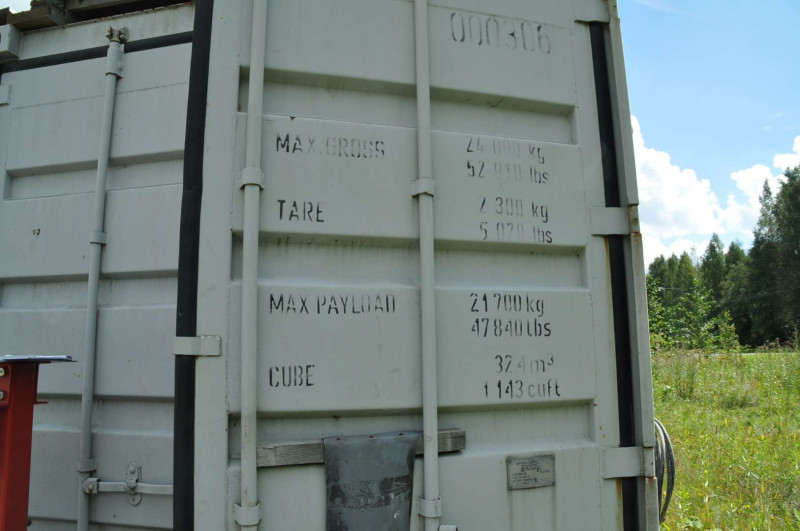 000306
MAX.GROSS 24 000 kg
52 910 lbs
TARE 2 300 kg
5 070 lbs
MAX PAYLOAD 21 700 kg
47 840 lbs
CUBE 32.4 m³
1 143 cuft